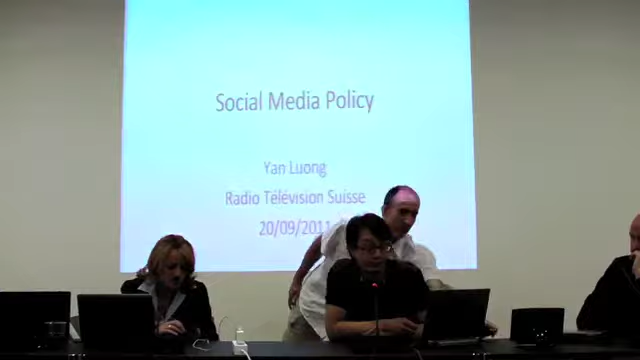 Social Media Policy
Yan Luong
Radio Télévision Suisse
20/09/2011